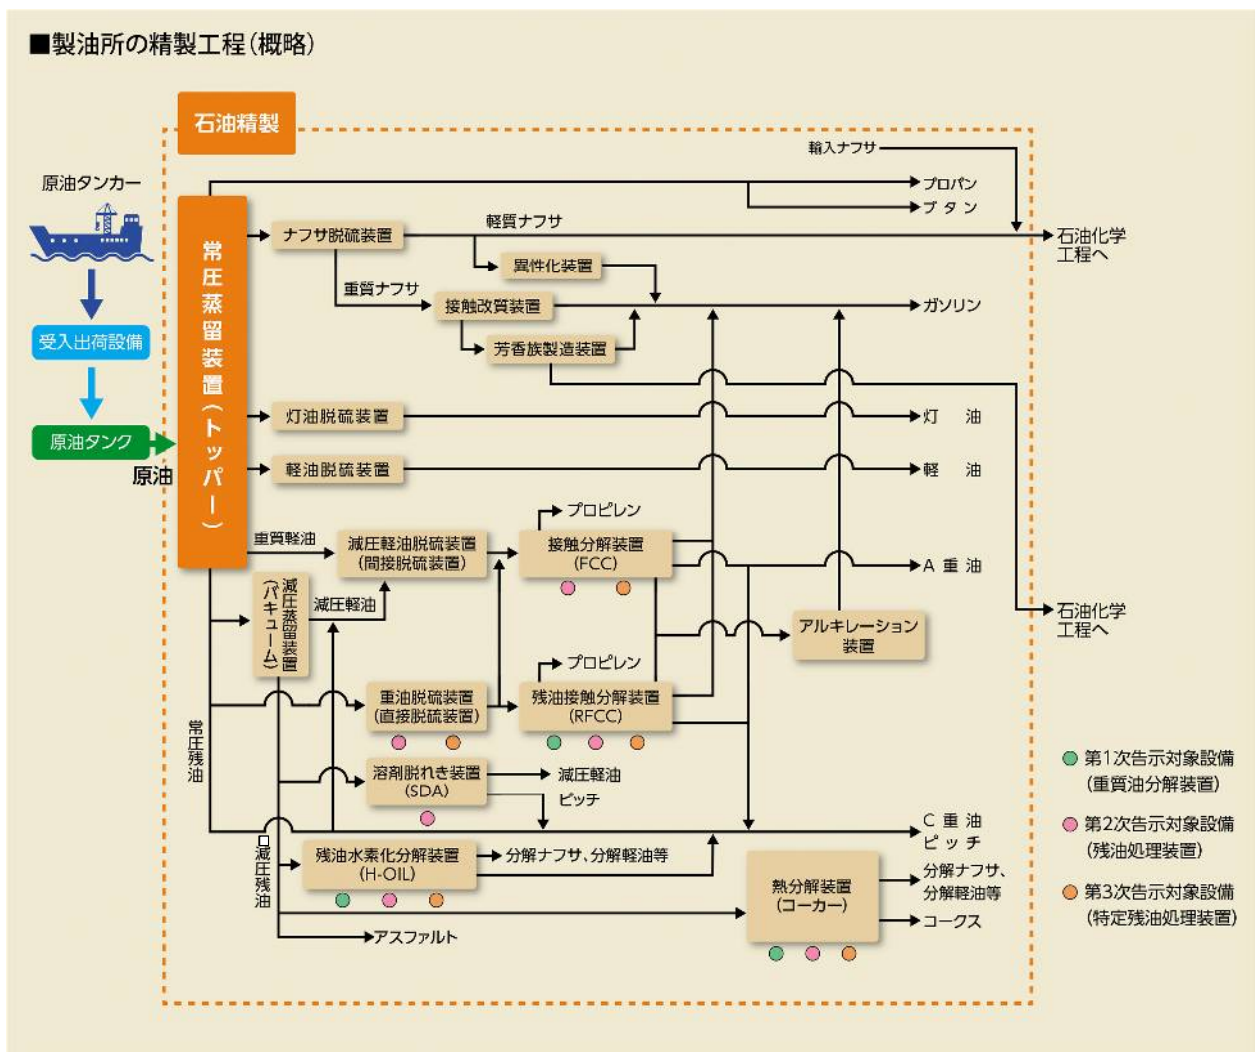 ■製油所の精製工程(概略)
石油精製
輸入ナフサ
原油タンカー
プロパン
ブタン
常圧蒸留装置(トッパー)
ナフサ脱硫装置
軽質ナフサ
石油化学
工程へ
異性化装置
重質ナフサ
接触改質装置
ガソリン
受入出荷設備
芳香族製造装置
灯油脱硫装置
灯油
原油タンク
原油
軽油脱硫装置
軽油
プロピレン
重質軽油
減圧軽油脱硫装置
(間接脱硫装置)
接触分解装置
(FCC)
A重油
減圧蒸留装置
(バキューム)
減圧軽油
石油化学
工程へ
アルキレーション
装置
プロピレン
重油脱硫装置
(直接脱硫装置)
残油接触分解装置
(RFCC)
常圧残油
溶剤脱れき装置
(SDA)
減圧軽油
ピッチ
第1次告示対象設備
(重質油分解装置)
C重油
ピッチ
第2次告示対象設備
(残油処理装置)
□減圧残油
残油水素化分解装置
(H-OIL)
分解ナフサ、分解軽油等
熱分解装置
(コーカー)
分解ナフサ、
分解軽油等
コークス
第3次告示対象設備
(特定残油処理装置)
アスファルト